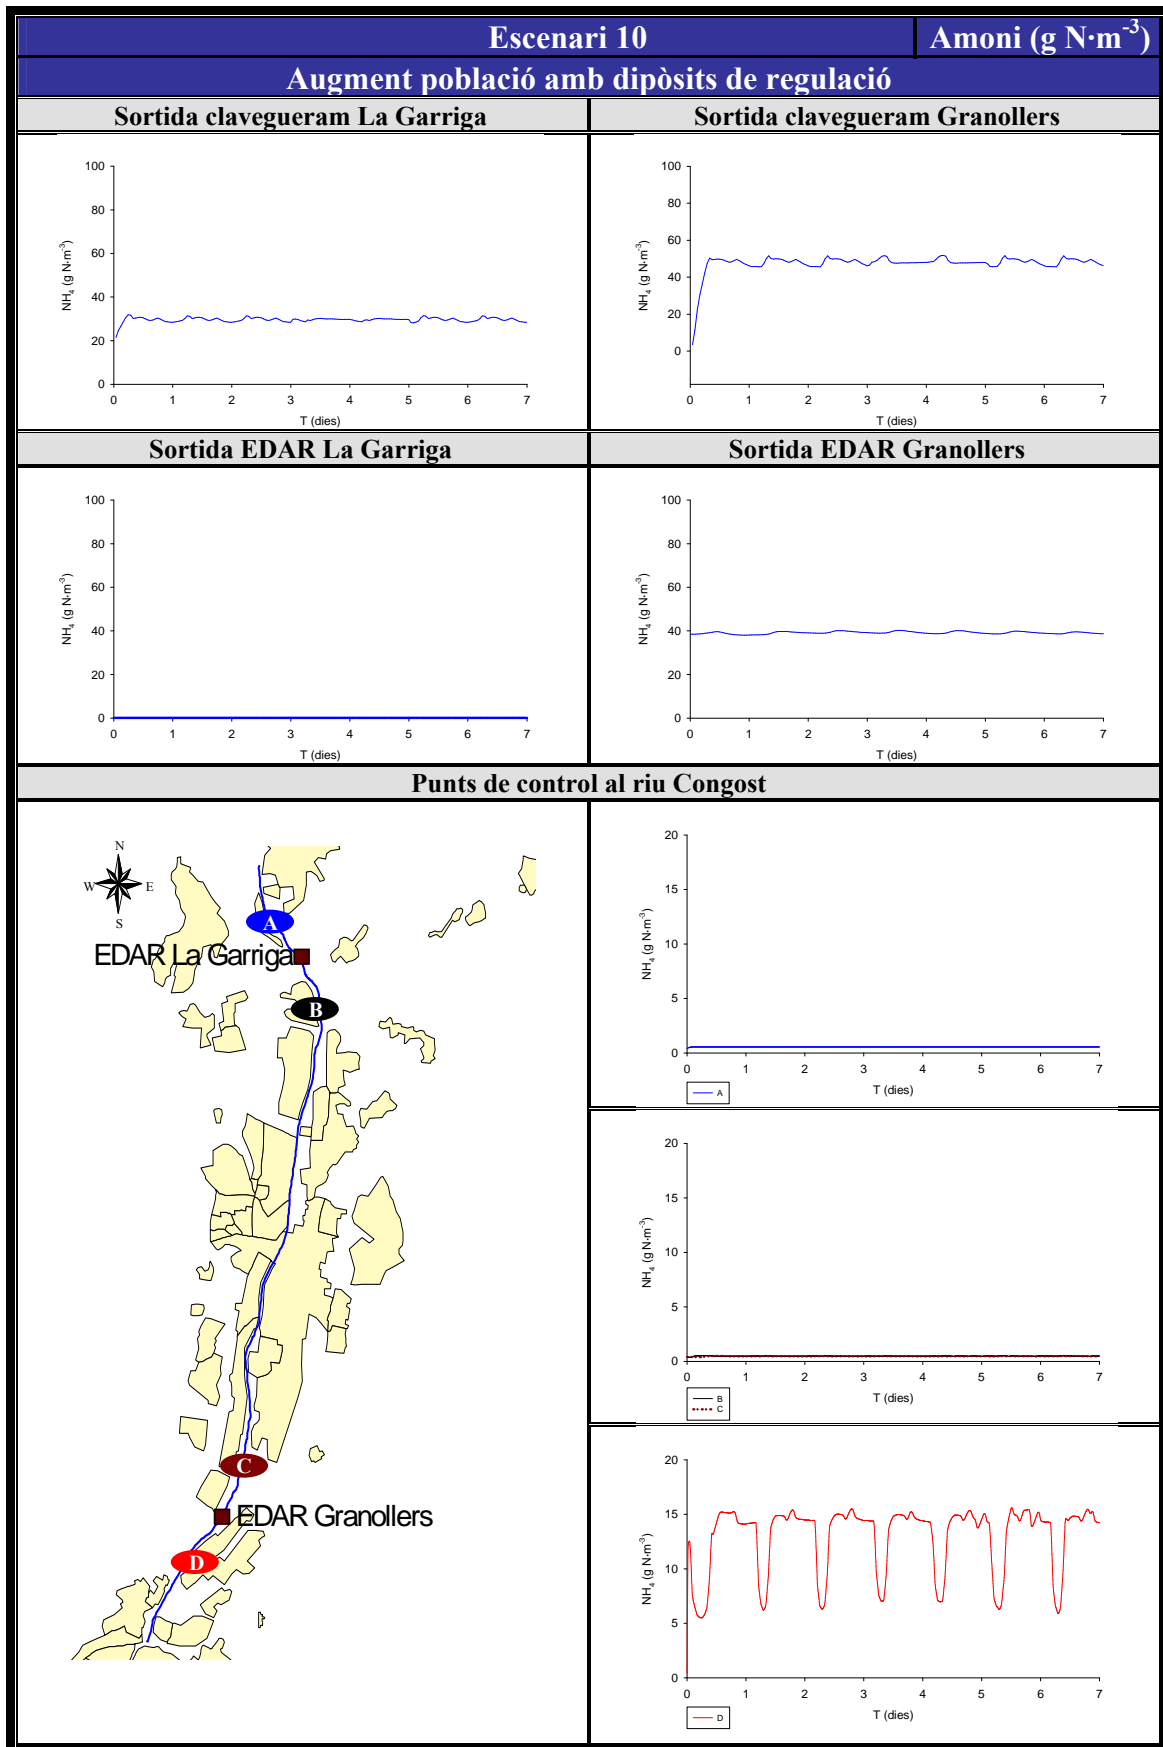 Escenari 10
Amoni (g N·m-3)
Augment població amb dipòsits de regulació
Sortida clavegueram La Garriga
Sortida clavegueram Granollers
100
80
60
40
20
0
NH4 (g N·m-3)
0 1 2 3 4 5 6 7
T (dies)
100
80
60
40
20
0
NH4 (g N·m-3)
0 1 2 3 4 5 6 7
T (dies)
Sortida EDAR La Garriga
Sortida EDAR Granollers
100
80
60
40
20
0
NH4 (g N·m-3)
0 1 2 3 4 5 6 7
T (dies)
100
80
60
40
20
0
NH4 (g N·m-3)
0 1 2 3 4 5 6 7
T (dies)
Punts de control al riu Congost
N
W E
S
A
EDAR La Garriga
B
C
EDAR Granollers
D
20
15
10
5
0
NH4 (g N·m-3)
0 1 2 3 4 5 6 7
T (dies)
A
20
15
10
5
0
NH4 (g N·m-3)
0 1 2 3 4 5 6 7
T (dies)
B
C
20
15
10
5
0
NH4 (g N·m-3)
0 1 2 3 4 5 6 7
T (dies)
D